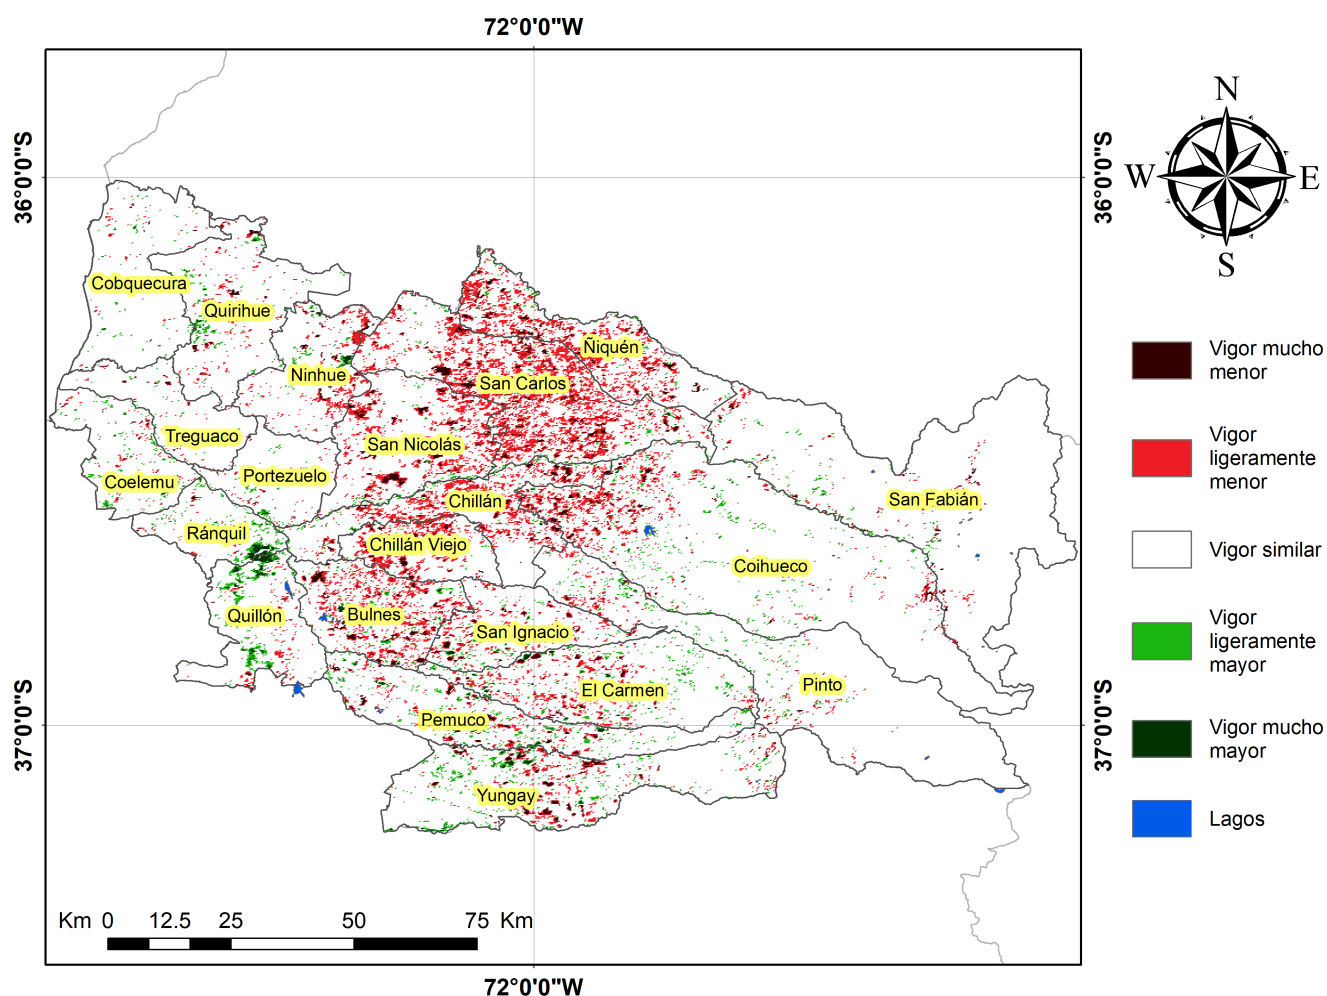 72°0'0"W
N
W
E
S
36°0'0"S
36°0'0"S
Cobquecura
Quirihue
Ñiquén
Ninhue
San Carlos
Treguaco
San Nicolás
Coelemu
Portezuelo
Chillán
San Fabián
Ránquil
Chillán Viejo
Coihueco
Quillón
Bulnes
San Ignacio
El Carmen
Pinto
Pemuco
Yungay
37°0'0"S
37°0'0"S
Km 0 12.5 25 50 75 Km
72°0'0"W
Vigor mucho
menor
Vigor
ligeramente
menor
Vigor similar
Vigor
ligeramente
mayor
Vigor mucho
mayor
Lagos